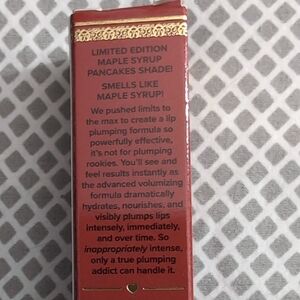 LIMITED EDITION
MAPLE SYRUP
PANCAKES SHADE!
SMELLS LIKE
MAPLE SYRUP!
We pushed limits to
the max to create a lip
plumping formula so
powerfully effective,
it's not for plumping
rookies. You'll see and
feel results instantly as
the advanced volumizing
formula dramatically
hydrates, nourishes, and
visibly plumps lips
intensely, immediately,
and over time. So
inappropriately intense,
only a true plumping
addict can handle it.